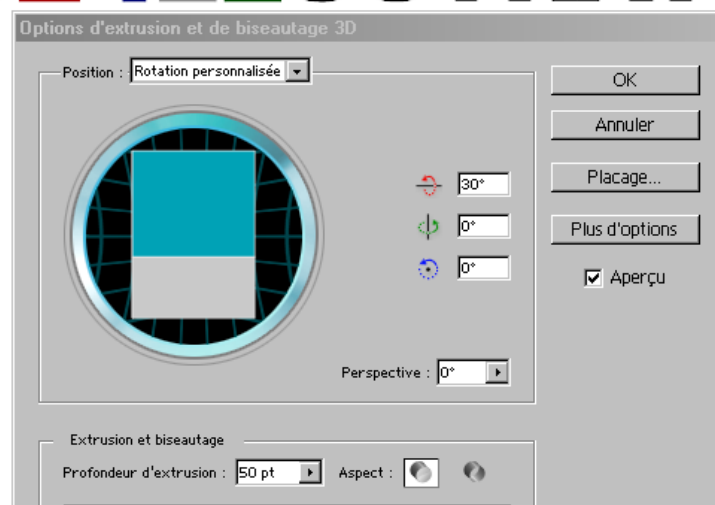 Options d'extrusion et de biseautage 3D
Position : Rotation personnalisée
OK
Annuler
Placage...
Plus d'options
Aperçu
30°
0°
0°
Perspective : 0°
Extrusion et biseautage
Profondeur d'extrusion : 50 pt Aspect :